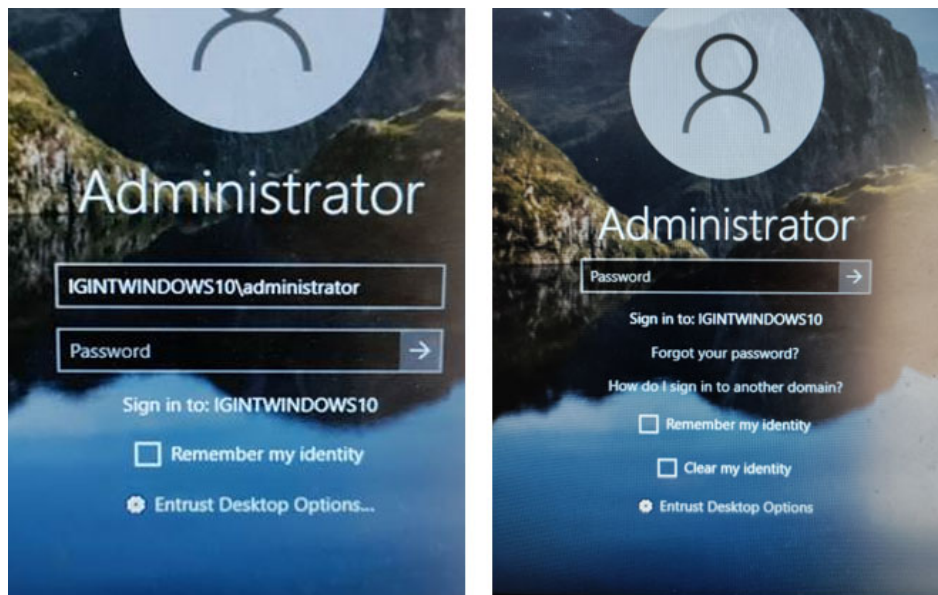 Administrator
IGINTWINDOWS10\administrator
Password
Sign in to: IGINTWINDOWS10
Remember my identity
Entrust Desktop Options...
Administrator
Password
Sign in to: IGINTWINDOWS10
Forgot your password?
How do I sign in to another domain?
Remember my identity
Clear my identity
Entrust Desktop Options